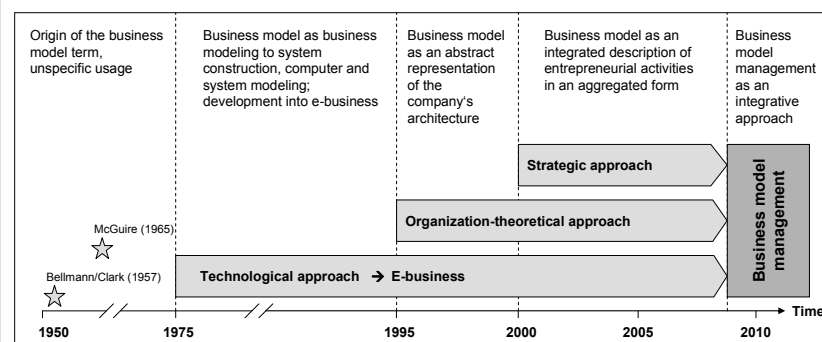 Origin of the business
model term,
unspecific usage
Business model as business
modeling to system
construction, computer and
system modeling;
development into e-business
Business model
as an abstract
representation
of the
company's
architecture
Business model as an
integrated description of
entrepreneurial activities
in an aggregated form
Business
model
management
as an
integrative
approach
Strategic approach
Organization-theoretical approach
Technological approach → E-business
Business model
management
McGuire (1965)
Bellmann/Clark (1957)
Time
1950
1975
1995
2000
2005
2010